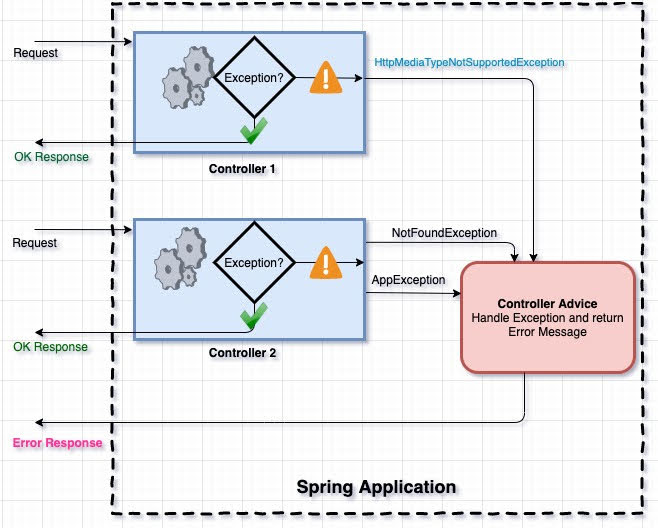 Request
Exception?
HttpMediaTypeNotSupportedException
OK Response
Controller 1
Request
Exception?
NotFoundException
AppException
Controller Advice
Handle Exception and return
Error Message
OK Response
Controller 2
Error Response
Spring Application